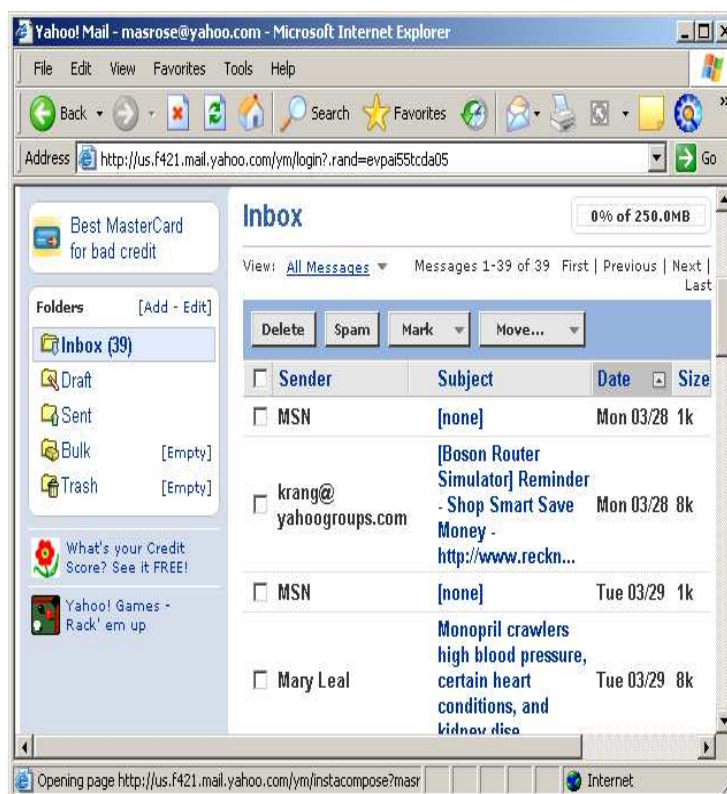 Yahoo! Mail - masrose@yahoo.com - Microsoft Internet Explorer
File Edit View Favorites Tools Help
Back Search Favorites »
Address http://us.f421.mail.yahoo.com/ym/login?.rand=evpai55tcda05 Go
Best MasterCard
for bad credit
Folders [Add - Edit]
Inbox (39)
Draft
Sent
Bulk [Empty]
Trash [Empty]
What's your Credit
Score? See it FREE!
Yahoo! Games -
Rack' em up
Inbox 0% of 250.0MB
View: All Messages Messages 1-39 of 39 First | Previous | Next |
Last
Delete Spam Mark Move...
Sender Subject Date Size
MSN [none] Mon 03/28 1k
krang@
yahoogroups.com
[Boson Router
Simulator] Reminder
- Shop Smart Save
Money -
http://www.reckn...
Mon 03/28 8k
MSN [none] Tue 03/29 1k
Mary Leal
Monopril crawlers
high blood pressure,
certain heart
conditions, and
kidney dise
Tue 03/29 8k
Opening page http://us.f421.mail.yahoo.com/ym/instacompose?masr Internet